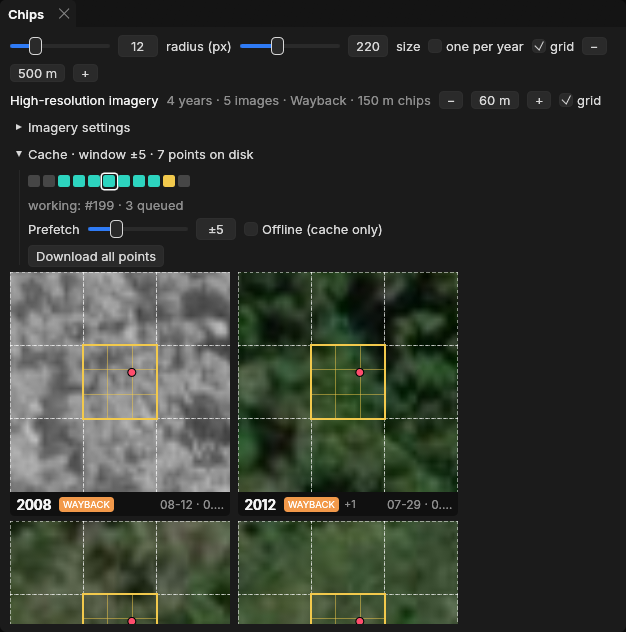 Chips
12 radius (px) 220 size one per year grid −
500 m +
High-resolution imagery 4 years · 5 images · Wayback · 150 m chips − 60 m + grid
Imagery settings
Cache · window ±5 · 7 points on disk
working: #199 · 3 queued
Prefetch ±5 Offline (cache only)
Download all points
2008 WAYBACK 08-12 · 0....
2012 WAYBACK +1 07-29 · 0....